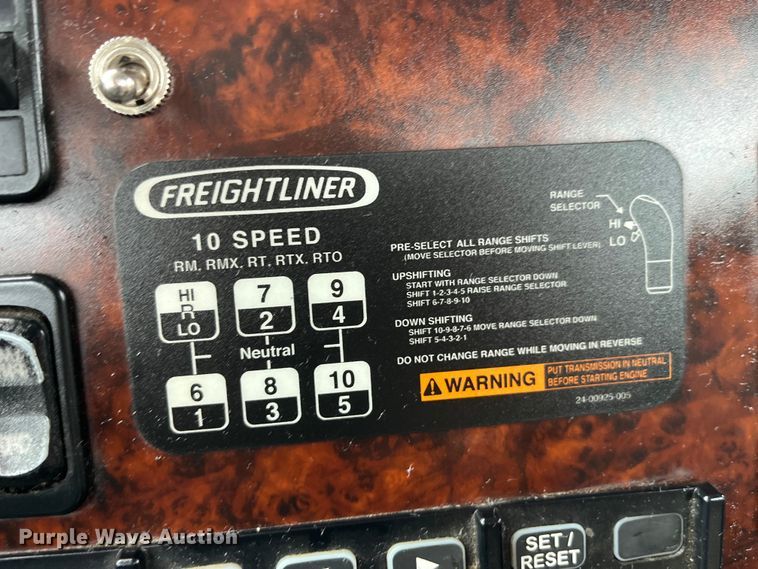 FREIGHTLINER
10 SPEED
RM, RMX, RT, RTX, RTO
HI
R
LO
7
2
9
4
Neutral
6
1
8
3
10
5
RANGE
SELECTOR
HI
LO
PRE-SELECT ALL RANGE SHIFTS
(MOVE SELECTOR BEFORE MOVING SHIFT LEVER)
UPSHIFTING
START WITH RANGE SELECTOR DOWN
SHIFT 1-2-3-4-5 RAISE RANGE SELECTOR
SHIFT 6-7-8-9-10
DOWN SHIFTING
SHIFT 10-9-8-7-6 MOVE RANGE SELECTOR DOWN
SHIFT 5-4-3-2-1
DO NOT CHANGE RANGE WHILE MOVING IN REVERSE
WARNING
PUT TRANSMISSION IN NEUTRAL
BEFORE STARTING ENGINE
24-00925-005
SET /
RESET
Purple Wave Auction